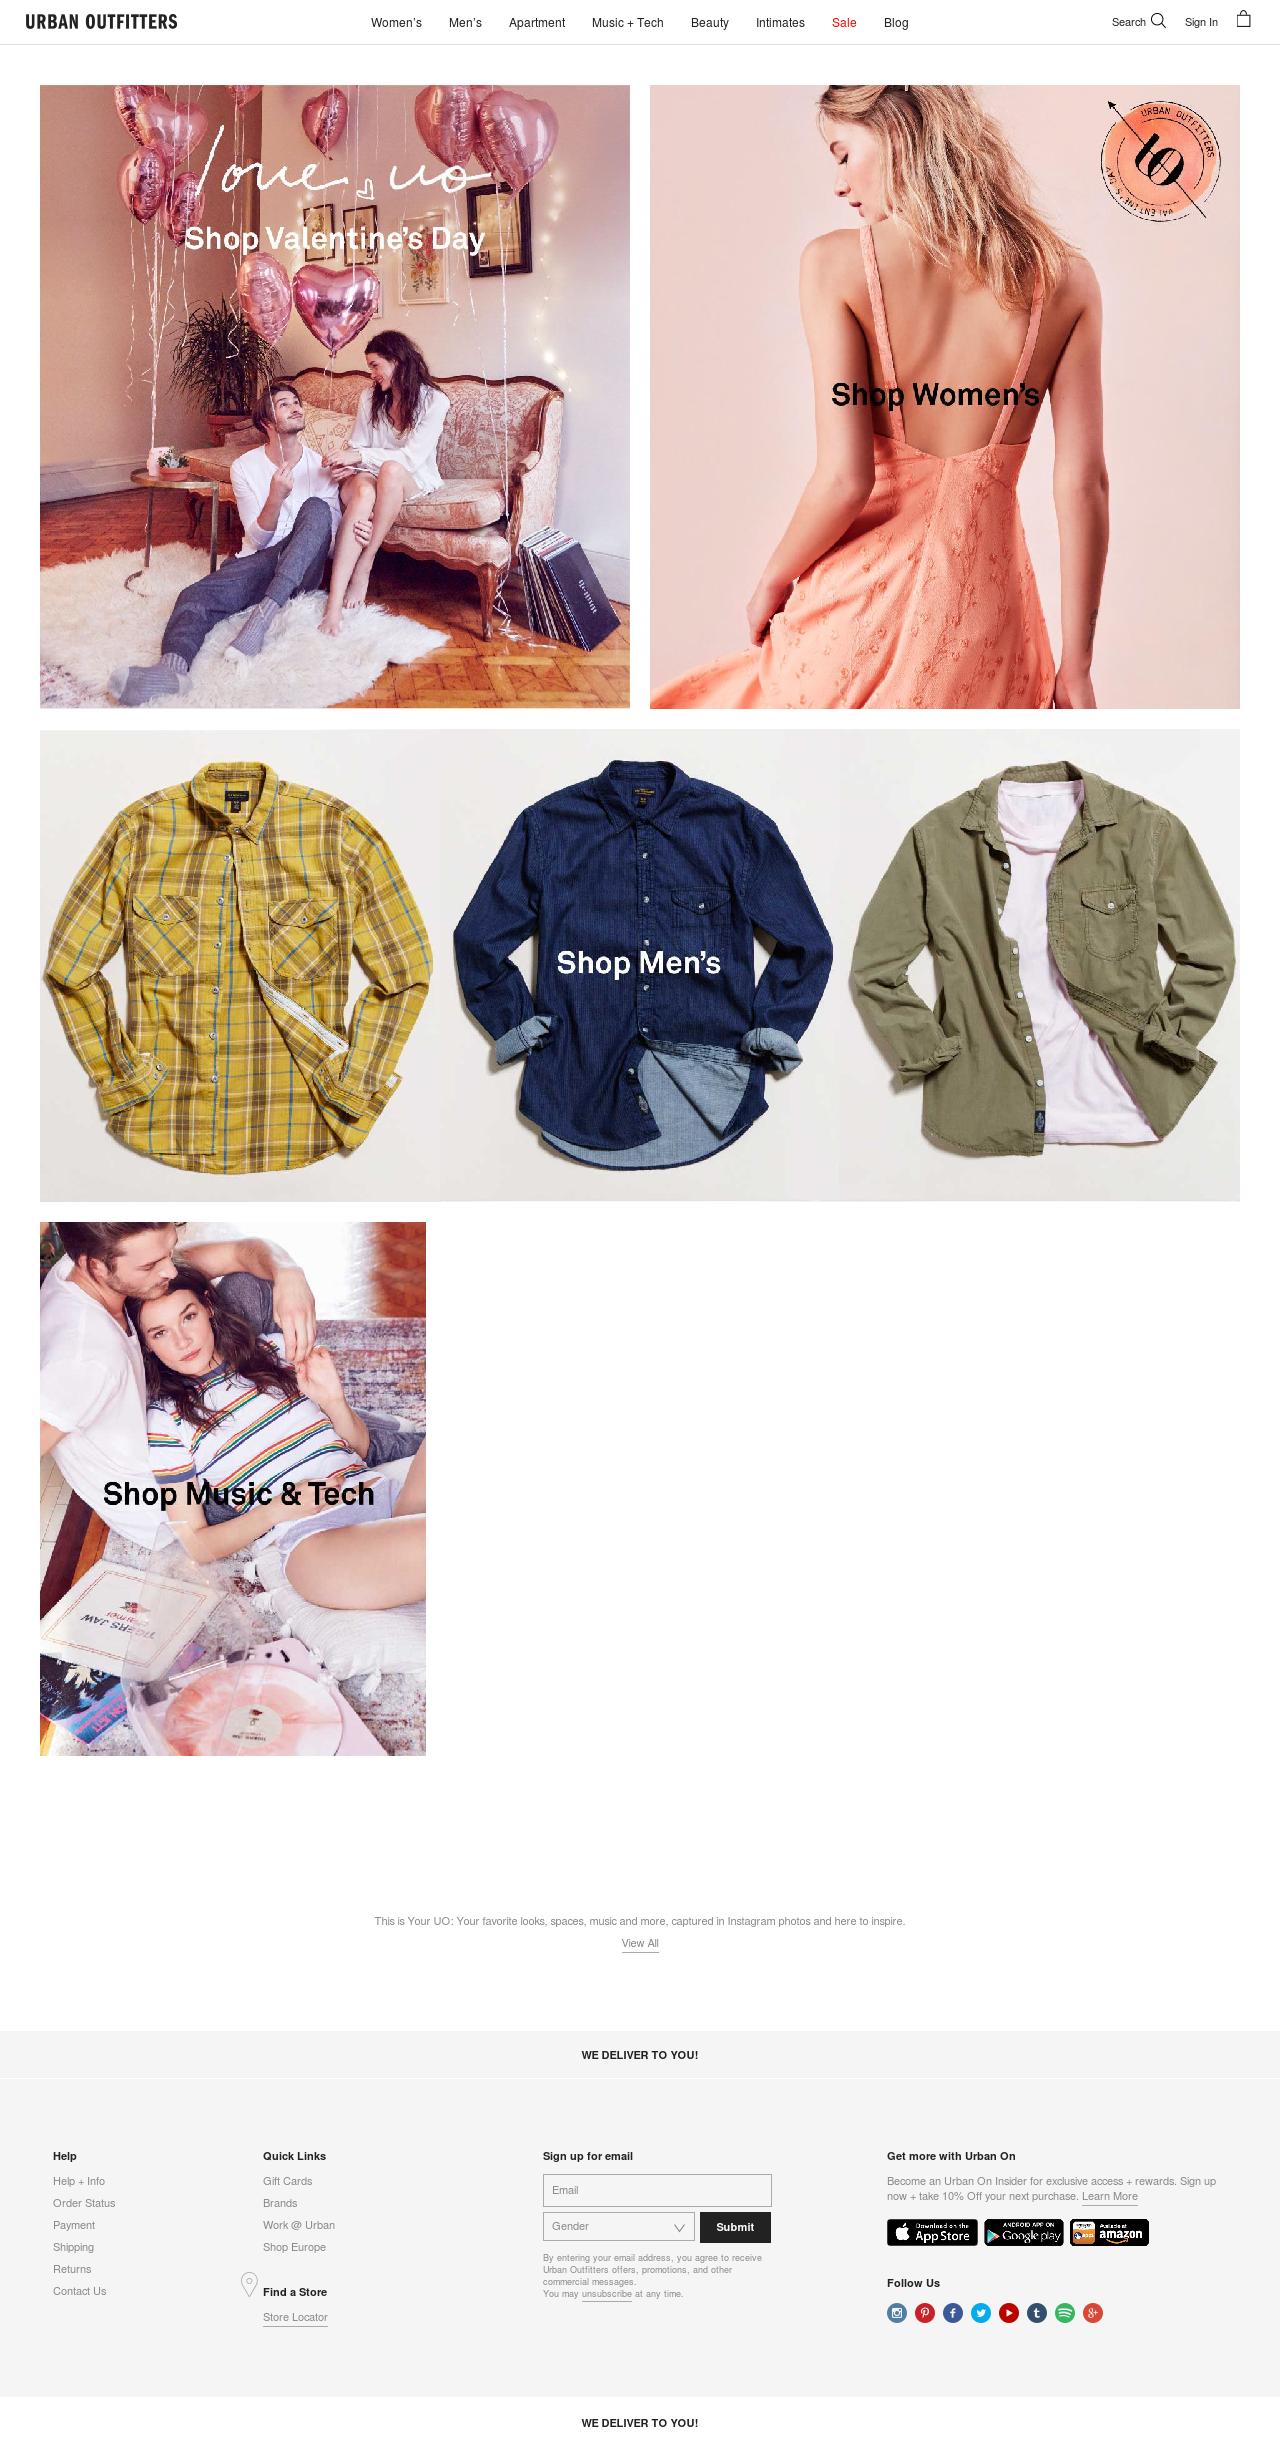 URBAN OUTFITTERS
Women's Men's Apartment Music + Tech Beauty Intimates Sale Blog
Search Sign In
love, uo
Shop Valentine's Day
URBAN OUTFITTERS
VALENTINE'S DAY
Shop Women's
Shop Men's
Shop Music & Tech
TIGERS JAW
This is Your UO: Your favorite looks, spaces, music and more, captured in Instagram photos and here to inspire.
View All
WE DELIVER TO YOU!
Help
Help + Info
Order Status
Payment
Shipping
Returns
Contact Us
Quick Links
Gift Cards
Brands
Work @ Urban
Shop Europe
Find a Store
Store Locator
Sign up for email
Email
Gender
Submit
By entering your email address, you agree to receive
Urban Outfitters offers, promotions, and other
commercial messages.
You may unsubscribe at any time.
Get more with Urban On
Become an Urban On Insider for exclusive access + rewards. Sign up
now + take 10% Off your next purchase. Learn More
Download on the
App Store
ANDROID APP ON
Google play
Available at
amazon
Follow Us
WE DELIVER TO YOU!